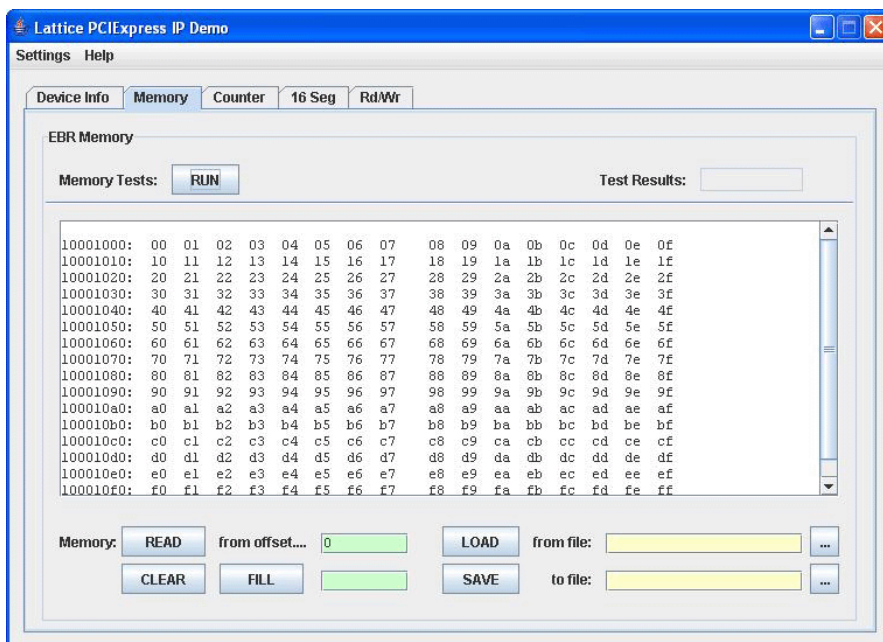 Lattice PCIExpress IP Demo
Settings Help
Device Info Memory Counter 16 Seg Rd/Wr
EBR Memory
Memory Tests: RUN Test Results:
10001000: 00 01 02 03 04 05 06 07 08 09 0a 0b 0c 0d 0e 0f
10001010: 10 11 12 13 14 15 16 17 18 19 1a 1b 1c 1d 1e 1f
10001020: 20 21 22 23 24 25 26 27 28 29 2a 2b 2c 2d 2e 2f
10001030: 30 31 32 33 34 35 36 37 38 39 3a 3b 3c 3d 3e 3f
10001040: 40 41 42 43 44 45 46 47 48 49 4a 4b 4c 4d 4e 4f
10001050: 50 51 52 53 54 55 56 57 58 59 5a 5b 5c 5d 5e 5f
10001060: 60 61 62 63 64 65 66 67 68 69 6a 6b 6c 6d 6e 6f
10001070: 70 71 72 73 74 75 76 77 78 79 7a 7b 7c 7d 7e 7f
10001080: 80 81 82 83 84 85 86 87 88 89 8a 8b 8c 8d 8e 8f
10001090: 90 91 92 93 94 95 96 97 98 99 9a 9b 9c 9d 9e 9f
100010a0: a0 a1 a2 a3 a4 a5 a6 a7 a8 a9 aa ab ac ad ae af
100010b0: b0 b1 b2 b3 b4 b5 b6 b7 b8 b9 ba bb bc bd be bf
100010c0: c0 c1 c2 c3 c4 c5 c6 c7 c8 c9 ca cb cc cd ce cf
100010d0: d0 d1 d2 d3 d4 d5 d6 d7 d8 d9 da db dc dd de df
100010e0: e0 e1 e2 e3 e4 e5 e6 e7 e8 e9 ea eb ec ed ee ef
100010f0: f0 f1 f2 f3 f4 f5 f6 f7 f8 f9 fa fb fc fd fe ff
Memory: READ from offset.... 0 LOAD from file: ...
CLEAR FILL SAVE to file: ...